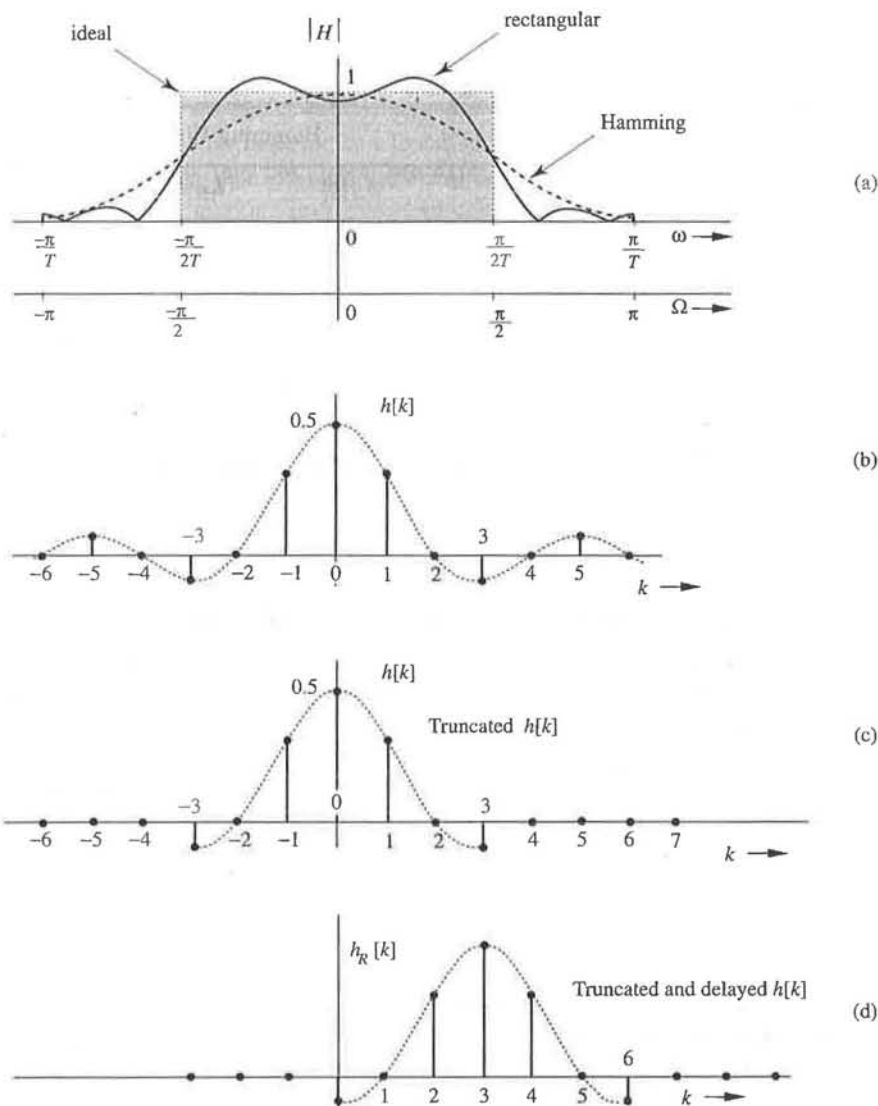 ideal
|H|
rectangular
1
Hamming
(a)
−π/T −π/2T 0 π/2T π/T ω
−π −π/2 0 π/2 π Ω
h[k]
0.5
(b)
−3 3
−6 −5 −4 −2 −1 0 1 2 4 5
k
h[k]
0.5
Truncated h[k]
(c)
−3 0 3
−6 −5 −4 −2 −1 1 2 4 5 6 7
k
h_R [k]
Truncated and delayed h[k]
(d)
6
1 2 3 4 5
k